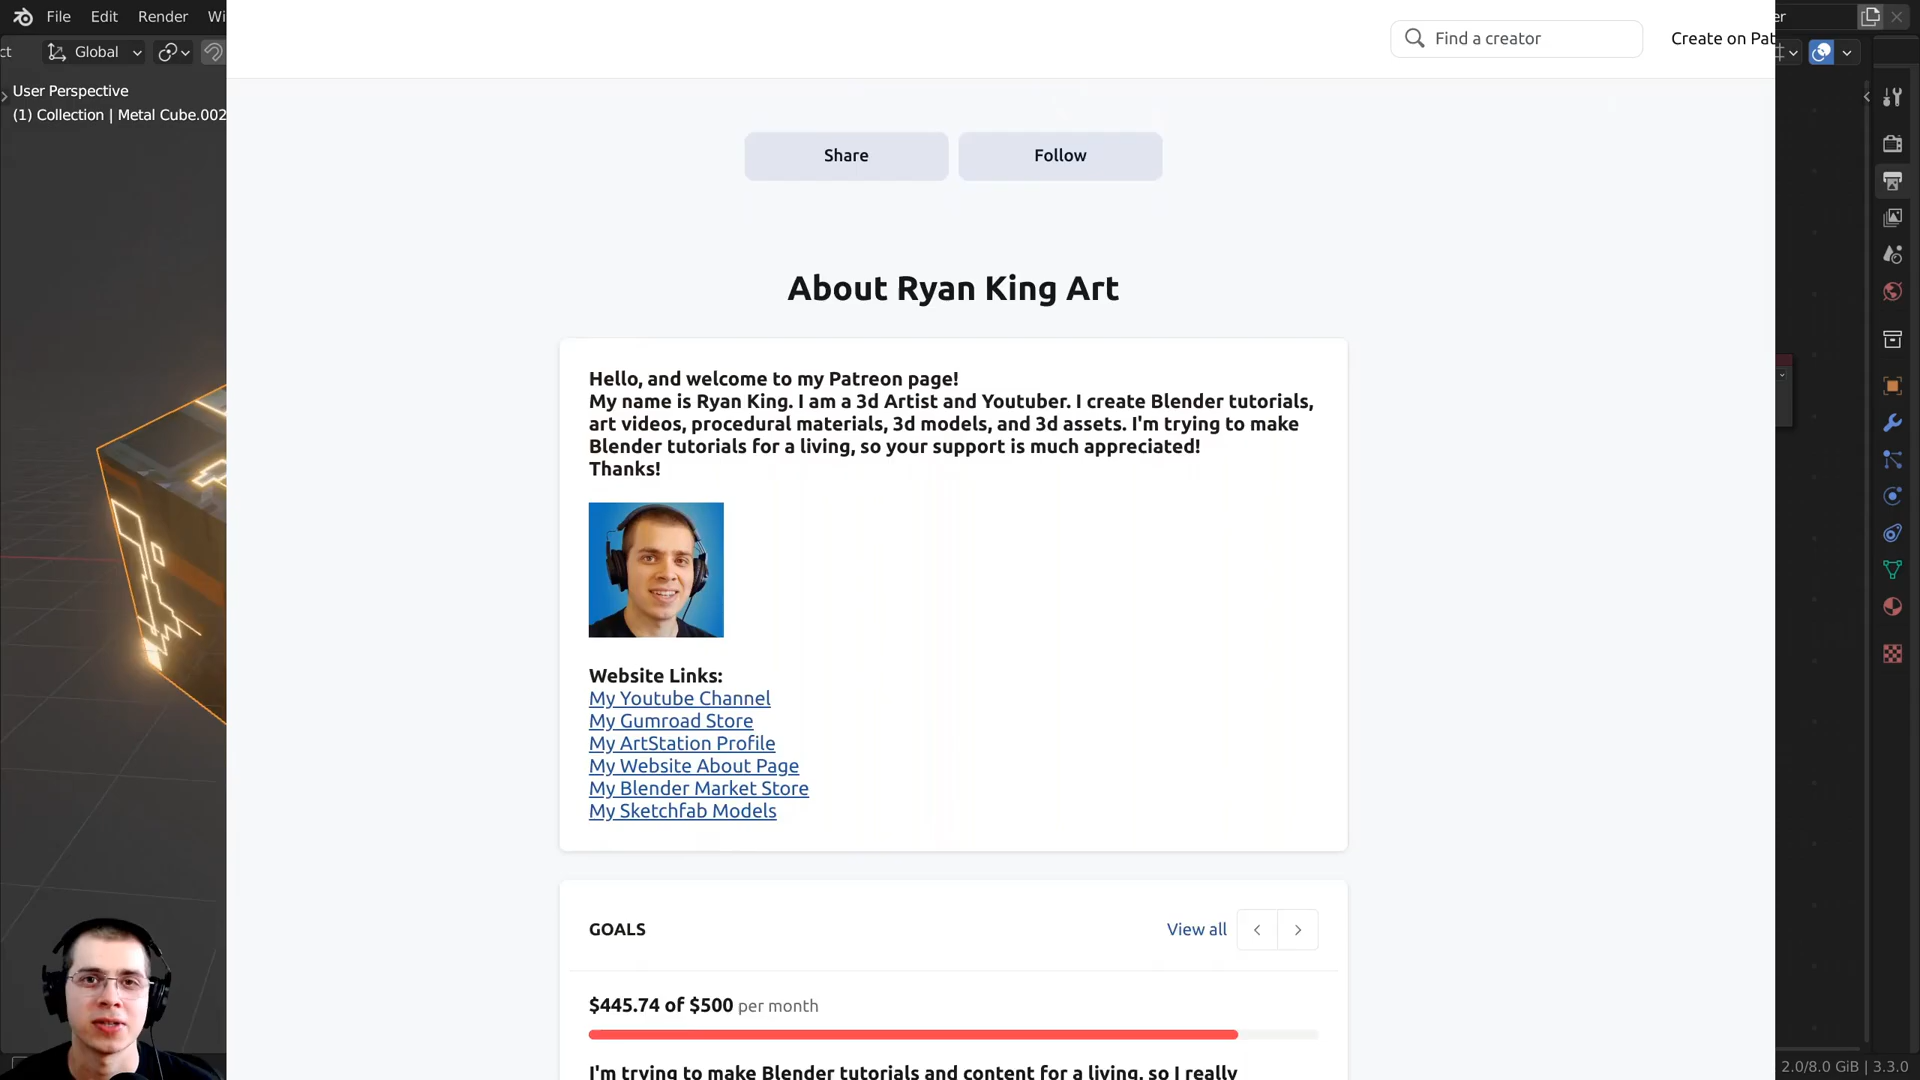 File Edit Render
Global
User Perspective
(1) Collection | Metal Cube.002
Find a creator
Create on Pat
Share
Follow
About Ryan King Art
Hello, and welcome to my Patreon page!
My name is Ryan King. I am a 3d Artist and Youtuber. I create Blender tutorials,
art videos, procedural materials, 3d models, and 3d assets. I'm trying to make
Blender tutorials for a living, so your support is much appreciated!
Thanks!
Website Links:
My Youtube Channel
My Gumroad Store
My ArtStation Profile
My Website About Page
My Blender Market Store
My Sketchfab Models
GOALS
View all
$445.74 of $500 per month
I'm trying to make Blender tutorials and content for a living, so I really
2.0/8.0 GiB | 3.3.0